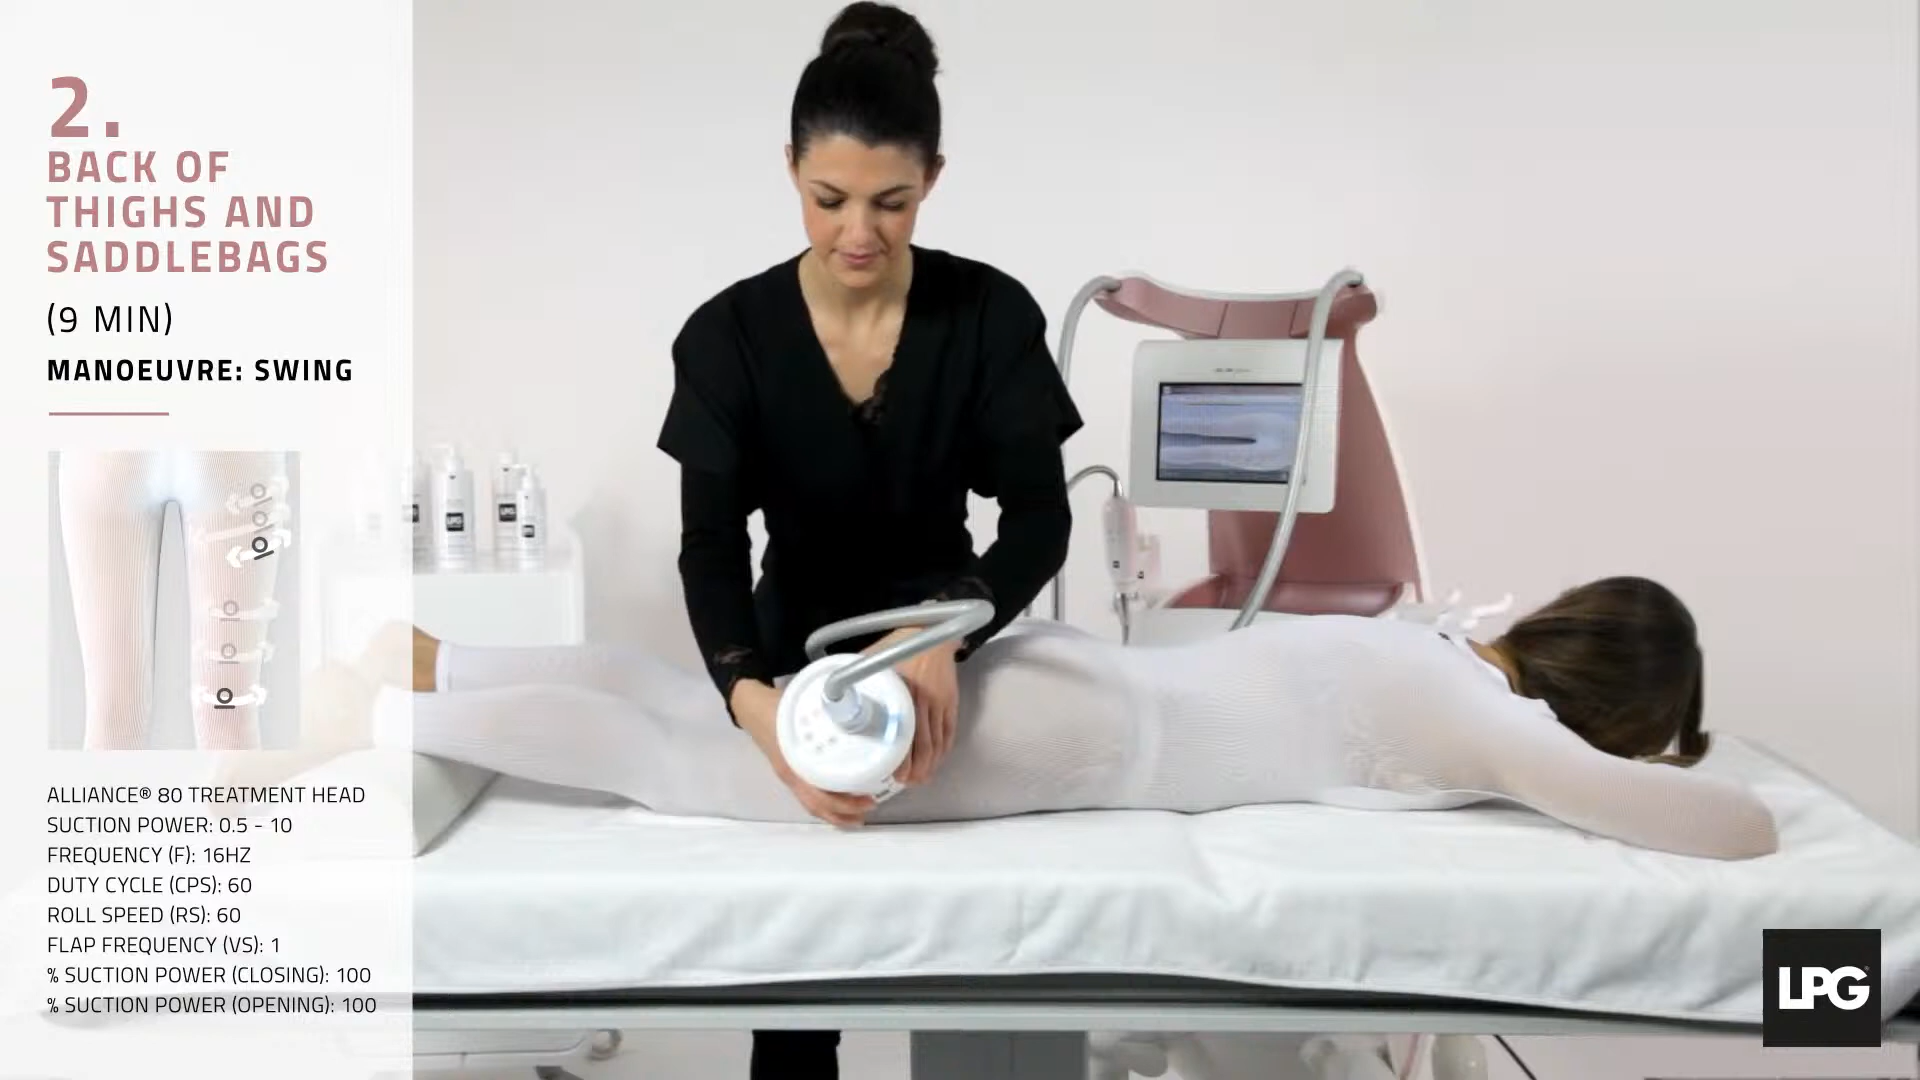 2.
BACK OF
THIGHS AND
SADDLEBAGS
(9 MIN)
MANOEUVRE: SWING
ALLIANCE® 80 TREATMENT HEAD
SUCTION POWER: 0.5 - 10
FREQUENCY (F): 16HZ
DUTY CYCLE (CPS): 60
ROLL SPEED (RS): 60
FLAP FREQUENCY (VS): 1
% SUCTION POWER (CLOSING): 100
% SUCTION POWER (OPENING): 100
LPG
LPG
LPG